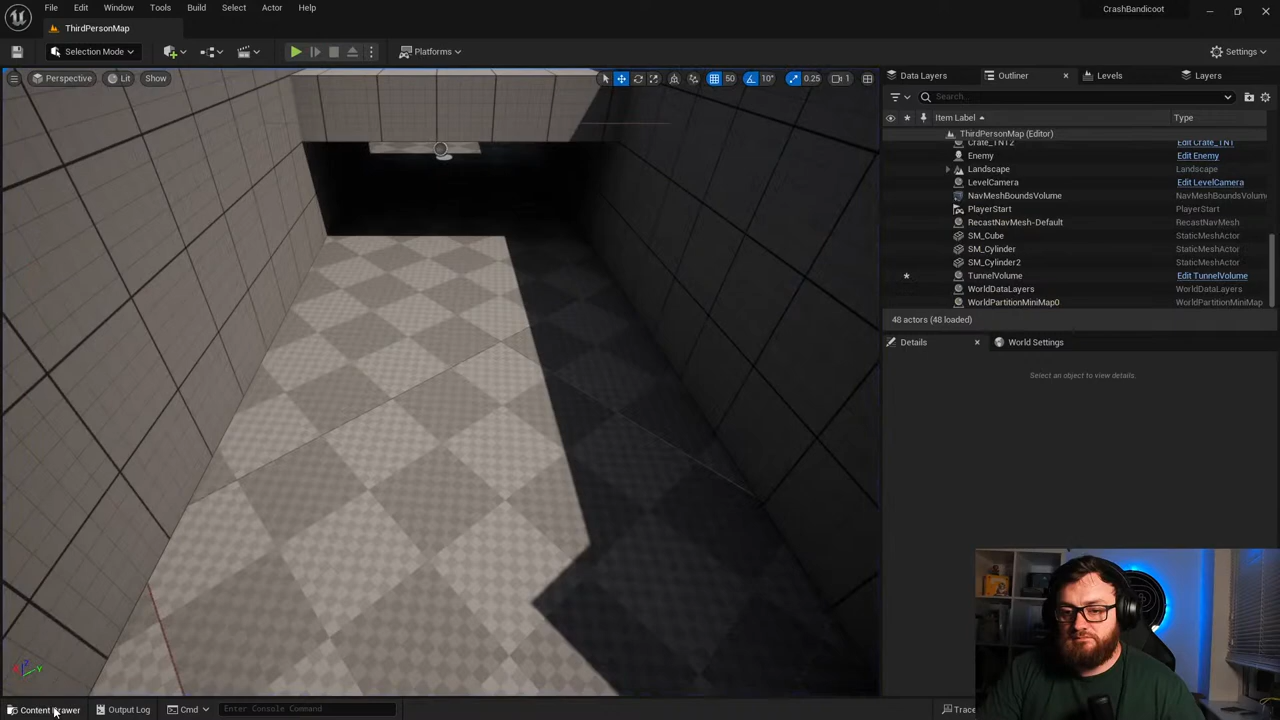 File Edit Window Tools Build Select Actor Help
CrashBandicoot
ThirdPersonMap
Selection Mode
Platforms
Settings
Perspective Lit Show
50 10° 0.25 1
Data Layers Outliner Levels Layers
Search...
Item Label Type
ThirdPersonMap (Editor)
Crate_TNT2 Edit Crate_TNT
Enemy Edit Enemy
Landscape Landscape
LevelCamera Edit LevelCamera
NavMeshBoundsVolume NavMeshBoundsVolum
PlayerStart PlayerStart
RecastNavMesh-Default RecastNavMesh
SM_Cube StaticMeshActor
SM_Cylinder StaticMeshActor
SM_Cylinder2 StaticMeshActor
TunnelVolume Edit TunnelVolume
WorldDataLayers WorldDataLayers
WorldPartitionMiniMap0 WorldPartitionMiniMap
48 actors (48 loaded)
Details World Settings
Select an object to view details.
Content Drawer Output Log Cmd Enter Console Command
Trace